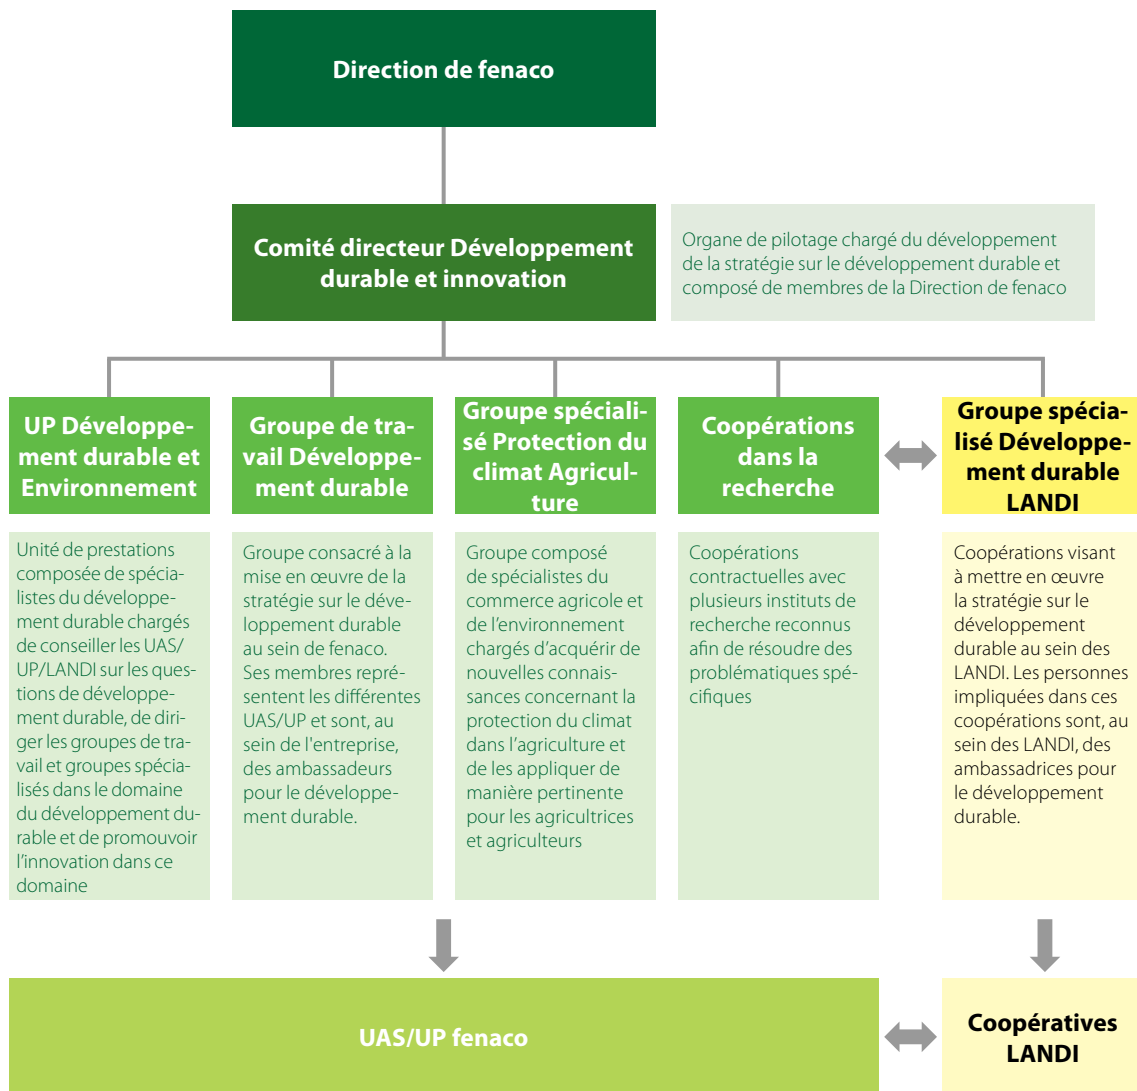 Direction de fenaco
Comité directeur Développement
durable et innovation
Organe de pilotage chargé du développement
de la stratégie sur le développement durable et
composé de membres de la Direction de fenaco
UP Développe-
ment durable et
Environnement
Groupe de tra-
vail Développe-
ment durable
Groupe spéciali-
sé Protection du
climat Agricul-
ture
Coopérations
dans la
recherche
Groupe spécia-
lisé Développe-
ment durable
LANDI
Unité de prestations
composée de spécia-
listes du développe-
ment durable chargés
de conseiller les UAS/
UP/LANDI sur les ques-
tions de développe-
ment durable, de diri-
ger les groupes de tra-
vail et groupes spécia-
lisés dans le domaine
du développement du-
rable et de promouvoir
l’innovation dans ce
domaine
Groupe consacré à la
mise en œuvre de la
stratégie sur le déve-
loppement durable
au sein de fenaco.
Ses membres repré-
sentent les différentes
UAS/UP et sont, au
sein de l'entreprise,
des ambassadeurs
pour le développe-
ment durable.
Groupe composé
de spécialistes du
commerce agricole et
de l’environnement
chargés d’acquérir de
nouvelles connais-
sances concernant la
protection du climat
dans l’agriculture et
de les appliquer de
manière pertinente
pour les agricultrices
et agriculteurs
Coopérations
contractuelles avec
plusieurs instituts de
recherche reconnus
afin de résoudre des
problématiques spé-
cifiques
Coopérations visant
à mettre en œuvre
la stratégie sur le
développement
durable au sein des
LANDI. Les personnes
impliquées dans ces
coopérations sont, au
sein des LANDI, des
ambassadrices pour
le développement
durable.
UAS/UP fenaco
Coopératives
LANDI